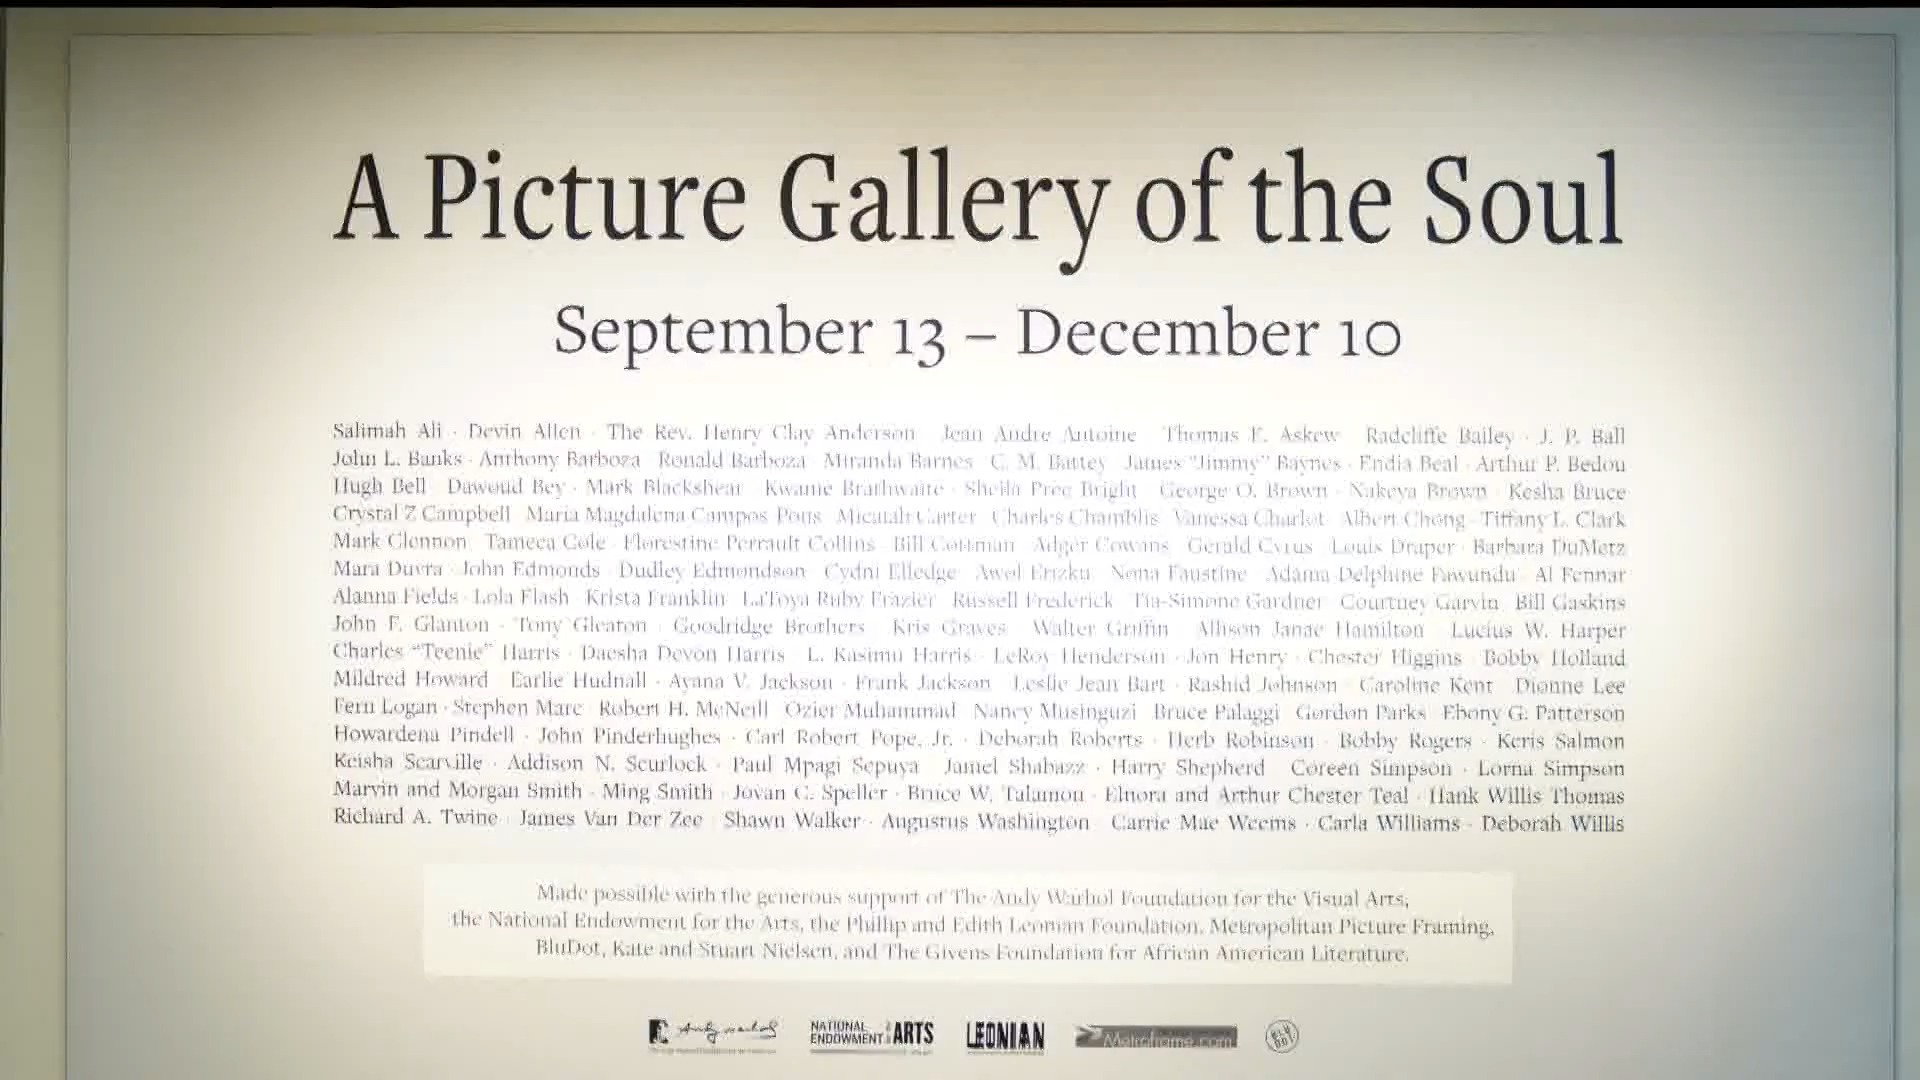 A Picture Gallery of the Soul
September 13 – December 10
Salimah Ali · Devin Allen · The Rev. Henry Clay Anderson · Jean Andre Antoine · Thomas E. Askew · Radcliffe Bailey · J. P. Ball
John L. Banks · Anthony Barboza · Ronald Barboza · Miranda Barnes · C. M. Battey · James "Jimmy" Baynes · Endia Beal · Arthur P. Bedou
Hugh Bell · Dawoud Bey · Mark Blackshear · Kwame Brathwaite · Sheila Pree Bright · George O. Brown · Nakeya Brown · Kesha Bruce
Crystal Z Campbell · Maria Magdalena Campos Pons · Micaiah Carter · Charles Chamblis · Vanessa Charlot · Albert Chong · Tiffany L. Clark
Mark Clennon · Tameca Cole · Florestine Perrault Collins · Bill Cottman · Adger Cowans · Gerald Cyrus · Louis Draper · Barbara DuMetz
Mara Duvra · John Edmonds · Dudley Edmondson · Cydni Elledge · Awol Erizku · Nona Faustine · Adama Delphine Fawundu · Al Fennar
Alanna Fields · Lola Flash · Krista Franklin · LaToya Ruby Frazier · Russell Frederick · Tia-Simone Gardner · Courtney Garvin · Bill Gaskins
John F. Glanton · Tony Gleaton · Goodridge Brothers · Kris Graves · Walter Griffin · Allison Janae Hamilton · Lucius W. Harper
Charles "Teenie" Harris · Daesha Devon Harris · L. Kasimu Harris · LeRoy Henderson · Jon Henry · Chester Higgins · Bobby Holland
Mildred Howard · Earlie Hudnall · Ayana V. Jackson · Frank Jackson · Leslie Jean Bart · Rashid Johnson · Caroline Kent · Dionne Lee
Fern Logan · Stephen Marc · Robert H. McNeill · Ozier Muhammad · Nancy Musinguzi · Bruce Palaggi · Gordon Parks · Ebony G. Patterson
Howardena Pindell · John Pinderhughes · Carl Robert Pope, Jr. · Deborah Roberts · Herb Robinson · Bobby Rogers · Keris Salmon
Keisha Scarville · Addison N. Scurlock · Paul Mpagi Sepuya · Jamel Shabazz · Harry Shepherd · Coreen Simpson · Lorna Simpson
Marvin and Morgan Smith · Ming Smith · Jovan C. Speller · Bruce W. Talamon · Elnora and Arthur Chester Teal · Hank Willis Thomas
Richard A. Twine · James Van Der Zee · Shawn Walker · Augustus Washington · Carrie Mae Weems · Carla Williams · Deborah Willis
Made possible with the generous support of The Andy Warhol Foundation for the Visual Arts,
the National Endowment for the Arts, the Phillip and Edith Leonian Foundation, Metropolitan Picture Framing,
BluDot, Kate and Stuart Nielsen, and The Givens Foundation for African American Literature.
Andy Warhol NATIONAL ENDOWMENT for the ARTS LEONIAN Metroframe.com BLU DOT